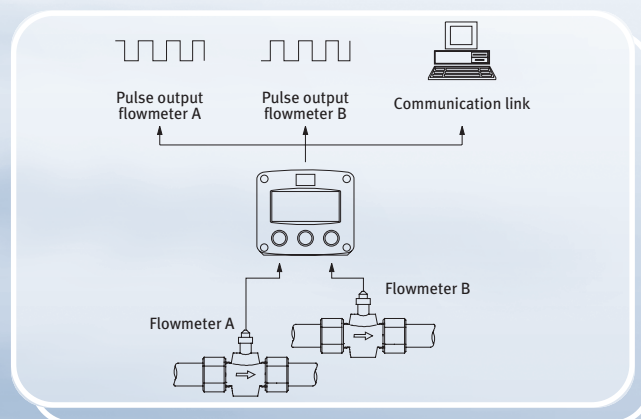 Pulse output
flowmeter A
Pulse output
flowmeter B
Communication link
Flowmeter B
Flowmeter A